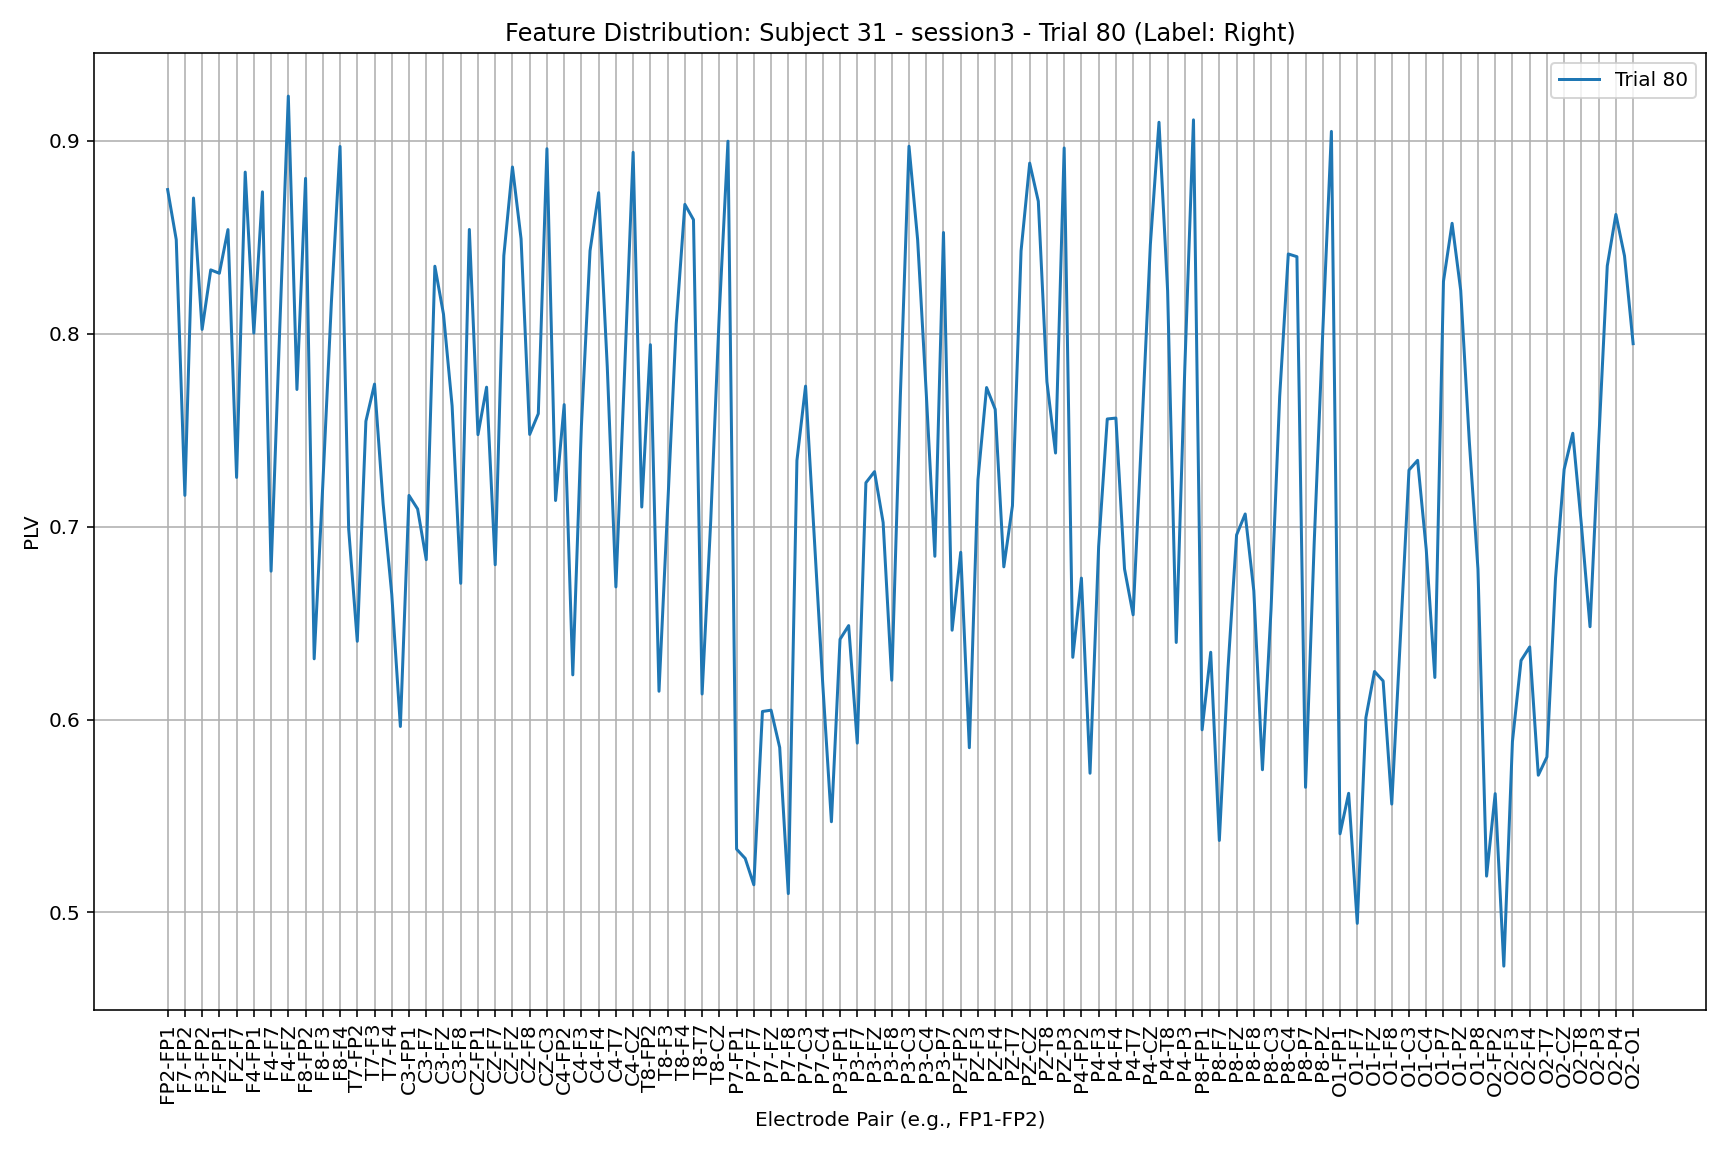 Feature Distribution: Subject 31 - session3 - Trial 80 (Label: Right)
Trial 80
PLV
0.9
0.8
0.7
0.6
0.5
FP2-FP1
F7-FP2
F3-FP2
FZ-FP1
FZ-F7
F4-FP1
F4-F7
F4-FZ
F8-FP2
F8-F3
F8-F4
T7-FP2
T7-F3
T7-F4
C3-FP1
C3-F7
C3-FZ
C3-F8
CZ-FP1
CZ-F7
CZ-FZ
CZ-F8
CZ-C3
C4-FP2
C4-F3
C4-F4
C4-T7
C4-CZ
T8-FP2
T8-F3
T8-F4
T8-T7
T8-CZ
P7-FP1
P7-F7
P7-FZ
P7-F8
P7-C3
P7-C4
P3-FP1
P3-F7
P3-FZ
P3-F8
P3-C3
P3-C4
P3-P7
PZ-FP2
PZ-F3
PZ-F4
PZ-T7
PZ-CZ
PZ-T8
PZ-P3
P4-FP2
P4-F3
P4-F4
P4-T7
P4-CZ
P4-T8
P4-P3
P8-FP1
P8-F7
P8-FZ
P8-F8
P8-C3
P8-C4
P8-P7
P8-PZ
O1-FP1
O1-F7
O1-FZ
O1-F8
O1-C3
O1-C4
O1-P7
O1-PZ
O1-P8
O2-FP2
O2-F3
O2-F4
O2-T7
O2-CZ
O2-T8
O2-P3
O2-P4
O2-O1
Electrode Pair (e.g., FP1-FP2)